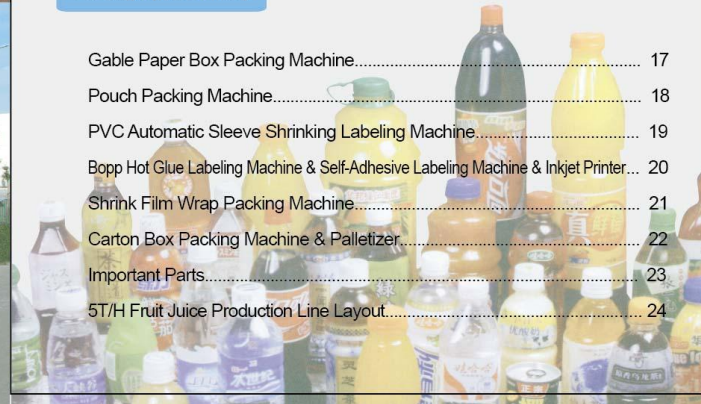 Gable Paper Box Packing Machine.................................................................. 17
Pouch Packing Machine...................................................................................... 18
PVC Automatic Sleeve Shrinking Labeling Machine...................................... 19
Bopp Hot Glue Labeling Machine & Self-Adhesive Labeling Machine & Inkjet Printer... 20
Shrink Film Wrap Packing Machine.................................................................. 21
Carton Box Packing Machine & Palletizer....................................................... 22
Important Parts.................................................................................................... 23
5T/H Fruit Juice Production Line Layout.......................................................... 24